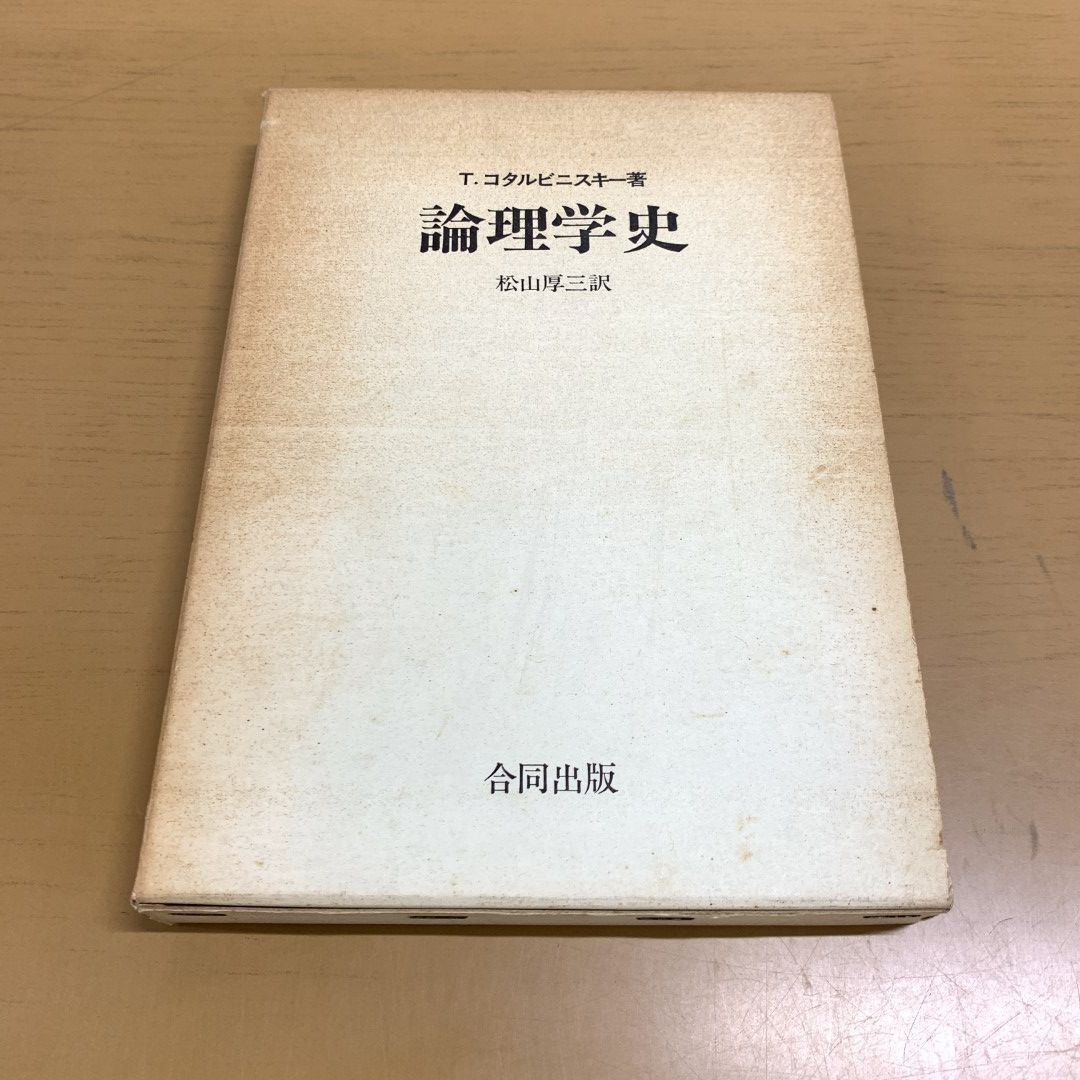 T.コタルビニスキー著
論理学史
松山厚三訳
合同出版